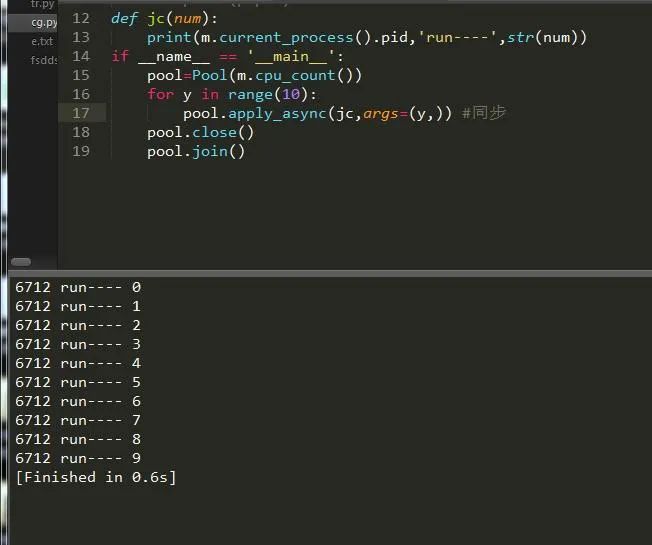 tr.py
cg.py
e.txt
fsdds
12 def jc(num):
13 print(m.current_process().pid,'run----',str(num))
14 if __name__ == '__main__':
15 pool=Pool(m.cpu_count())
16 for y in range(10):
17 pool.apply_async(jc,args=(y,)) #同步
18 pool.close()
19 pool.join()
6712 run---- 0
6712 run---- 1
6712 run---- 2
6712 run---- 3
6712 run---- 4
6712 run---- 5
6712 run---- 6
6712 run---- 7
6712 run---- 8
6712 run---- 9
[Finished in 0.6s]